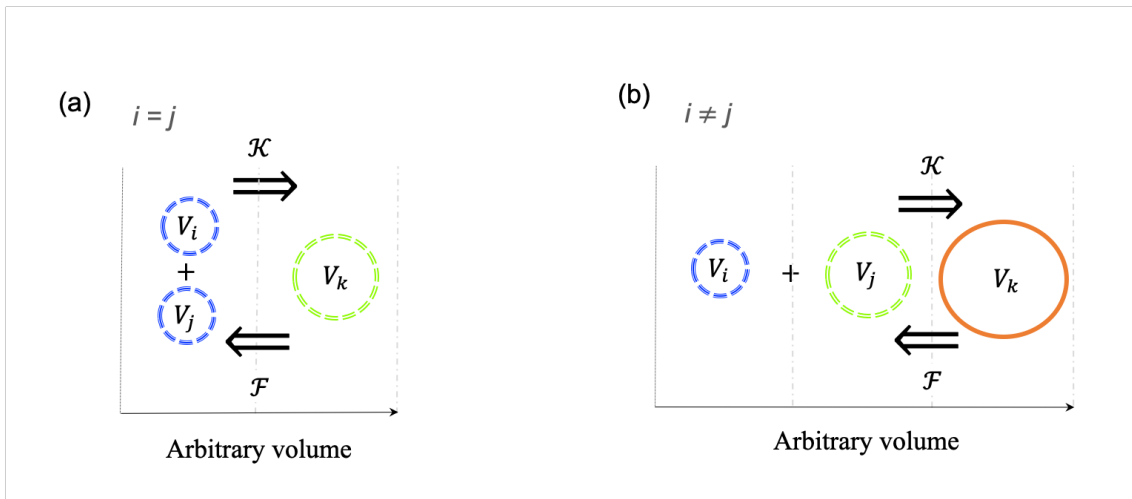 (a)
i = j
𝒦
V_i
+
V_j
V_k
ℱ
Arbitrary volume
(b)
i ≠ j
𝒦
V_i + V_j V_k
ℱ
Arbitrary volume